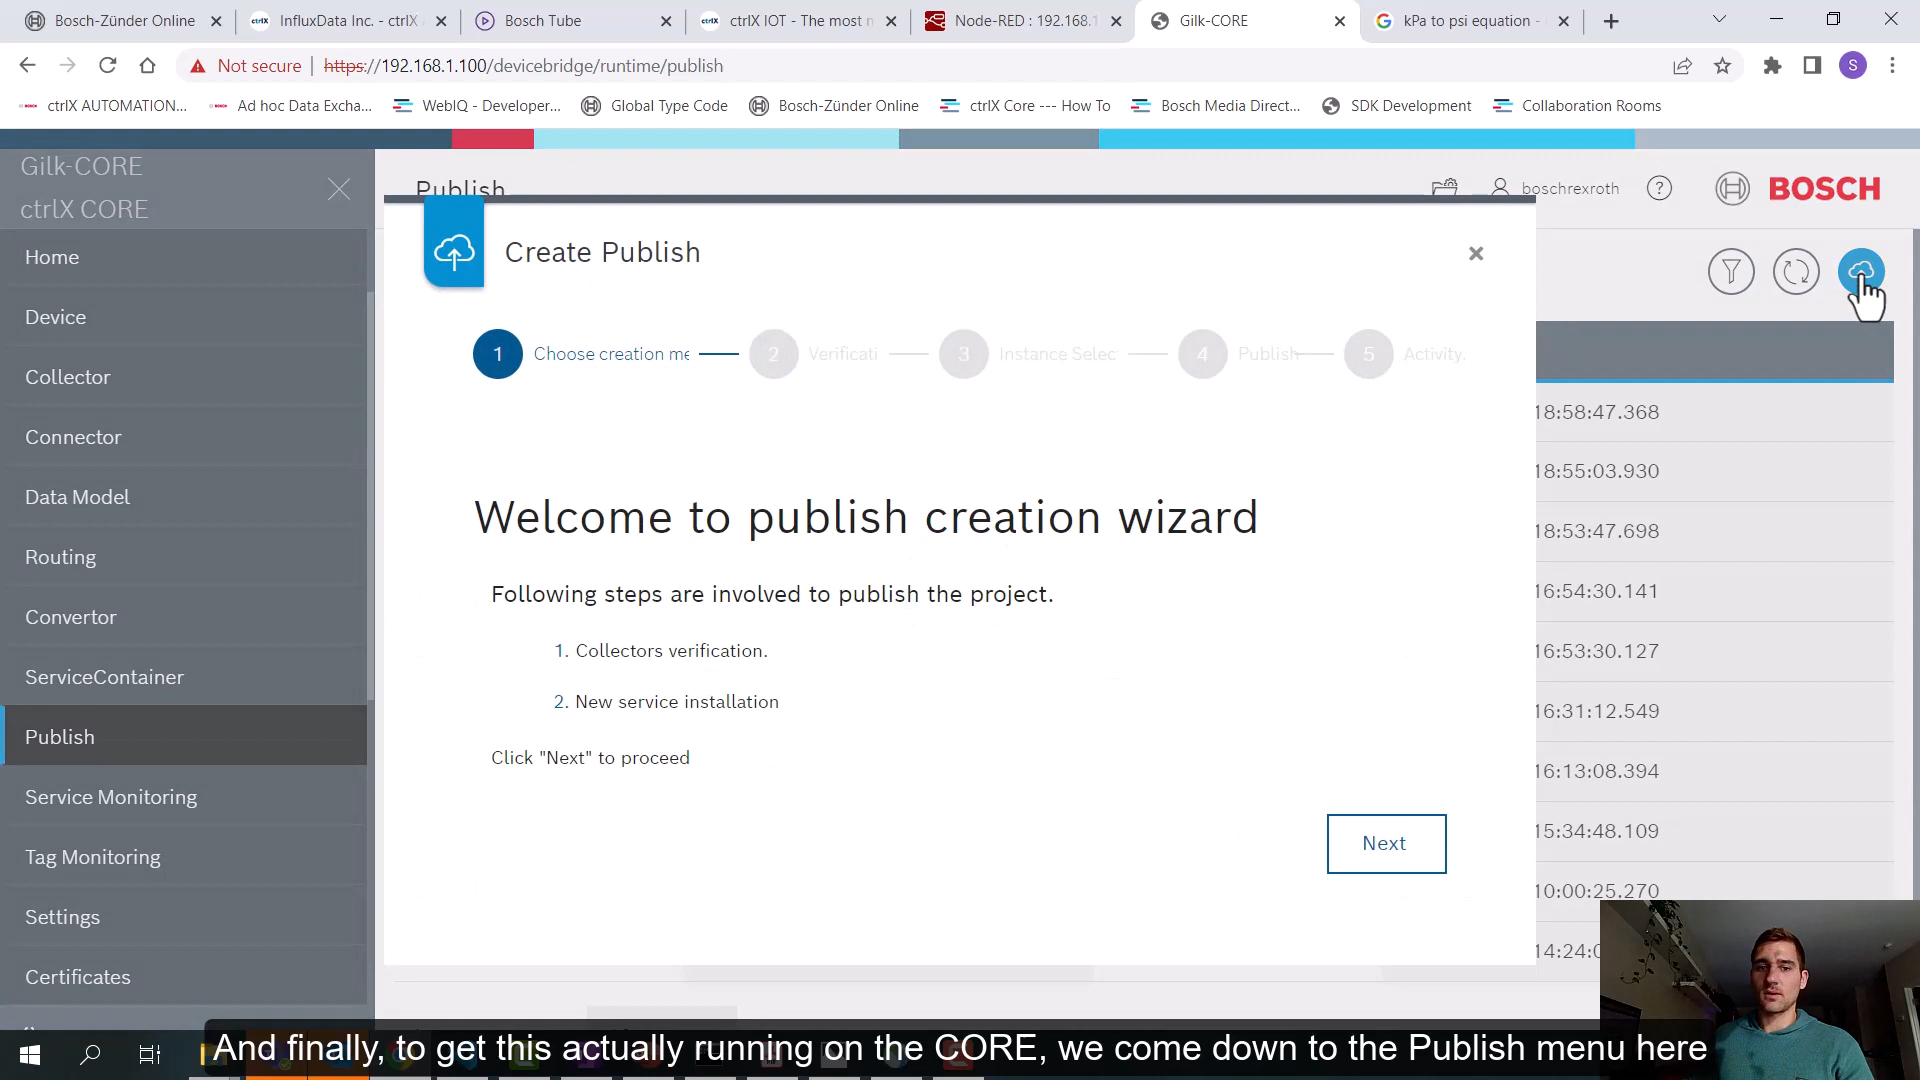 Bosch-Zünder Online
InfluxData Inc. - ctrlX
Bosch Tube
ctrlX IOT - The most
Node-RED : 192.168.1
Gilk-CORE
kPa to psi equation -
Not secure
https://192.168.1.100/devicebridge/runtime/publish
S
ctrlX AUTOMATION...
Ad hoc Data Excha...
WebIQ - Developer...
Global Type Code
Bosch-Zünder Online
ctrlX Core --- How To
Bosch Media Direct...
SDK Development
Collaboration Rooms
Gilk-CORE
ctrlX CORE
Publish
boschrexroth
BOSCH
Home
Device
Collector
Connector
Data Model
Routing
Convertor
ServiceContainer
Publish
Service Monitoring
Tag Monitoring
Settings
Certificates
Create Publish
1 Choose creation me
2 Verificati
3 Instance Selec
4 Publish
5 Activity.
Welcome to publish creation wizard
Following steps are involved to publish the project.
1. Collectors verification.
2. New service installation
Click "Next" to proceed
Next
18:58:47.368
18:55:03.930
18:53:47.698
16:54:30.141
16:53:30.127
16:31:12.549
16:13:08.394
15:34:48.109
10:00:25.270
14:24:0
And finally, to get this actually running on the CORE, we come down to the Publish menu here